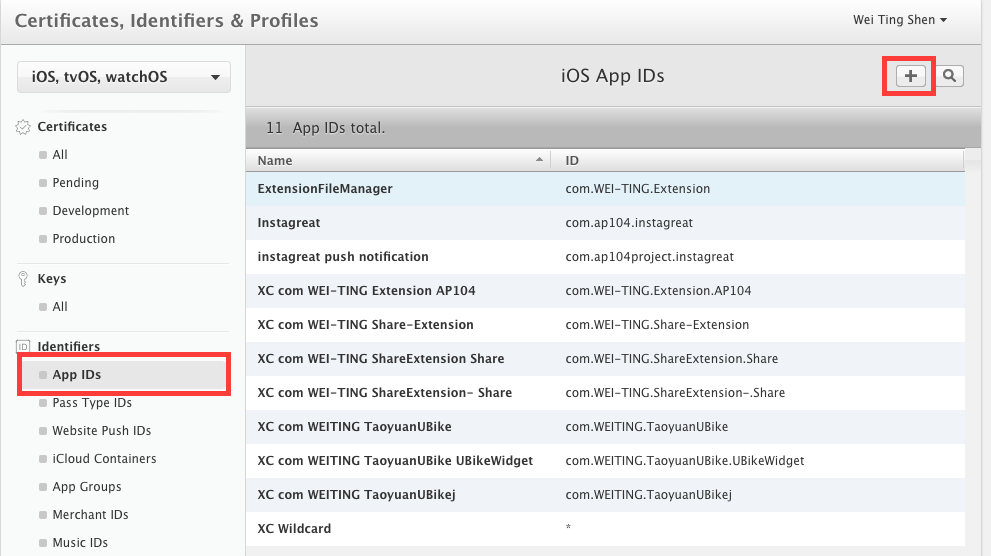 Certificates, Identifiers & Profiles
Wei Ting Shen
iOS, tvOS, watchOS
iOS App IDs
Certificates
All
Pending
Development
Production
Keys
All
ID
Identifiers
App IDs
Pass Type IDs
Website Push IDs
iCloud Containers
App Groups
Merchant IDs
Music IDs
11 App IDs total.
Name ID
ExtensionFileManager com.WEI-TING.Extension
Instagreat com.ap104.instagreat
instagreat push notification com.ap104project.instagreat
XC com WEI-TING Extension AP104 com.WEI-TING.Extension.AP104
XC com WEI-TING Share-Extension com.WEI-TING.Share-Extension
XC com WEI-TING ShareExtension Share com.WEI-TING.ShareExtension.Share
XC com WEI-TING ShareExtension- Share com.WEI-TING.ShareExtension-.Share
XC com WEITING TaoyuanUBike com.WEITING.TaoyuanUBike
XC com WEITING TaoyuanUBike UBikeWidget com.WEITING.TaoyuanUBike.UBikeWidget
XC com WEITING TaoyuanUBikej com.WEITING.TaoyuanUBikej
XC Wildcard *